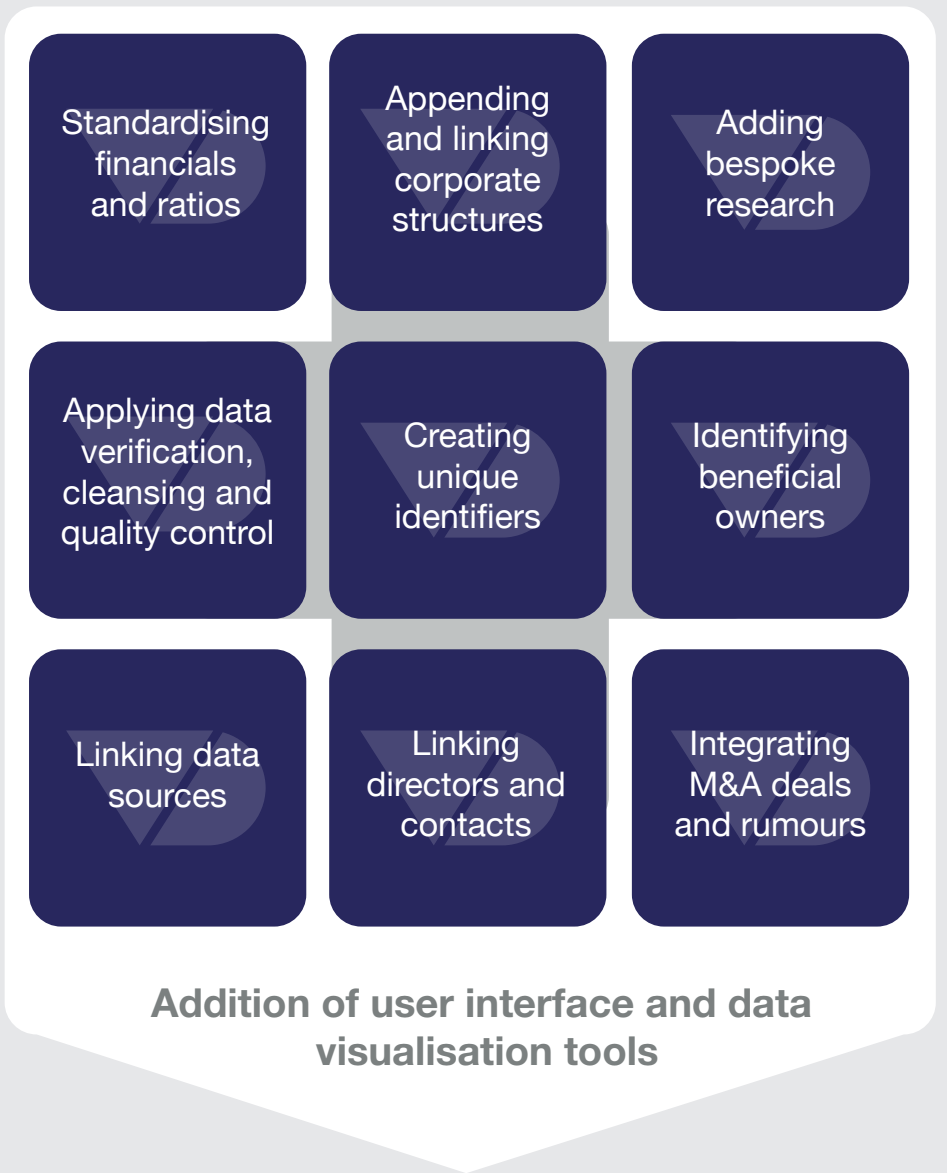 Standardising
financials
and ratios
Appending
and linking
corporate
structures
Adding
bespoke
research
Applying data
verification,
cleansing and
quality control
Creating
unique
identifiers
Identifying
beneficial
owners
Linking data
sources
Linking
directors and
contacts
Integrating
M&A deals
and rumours
Addition of user interface and data
visualisation tools